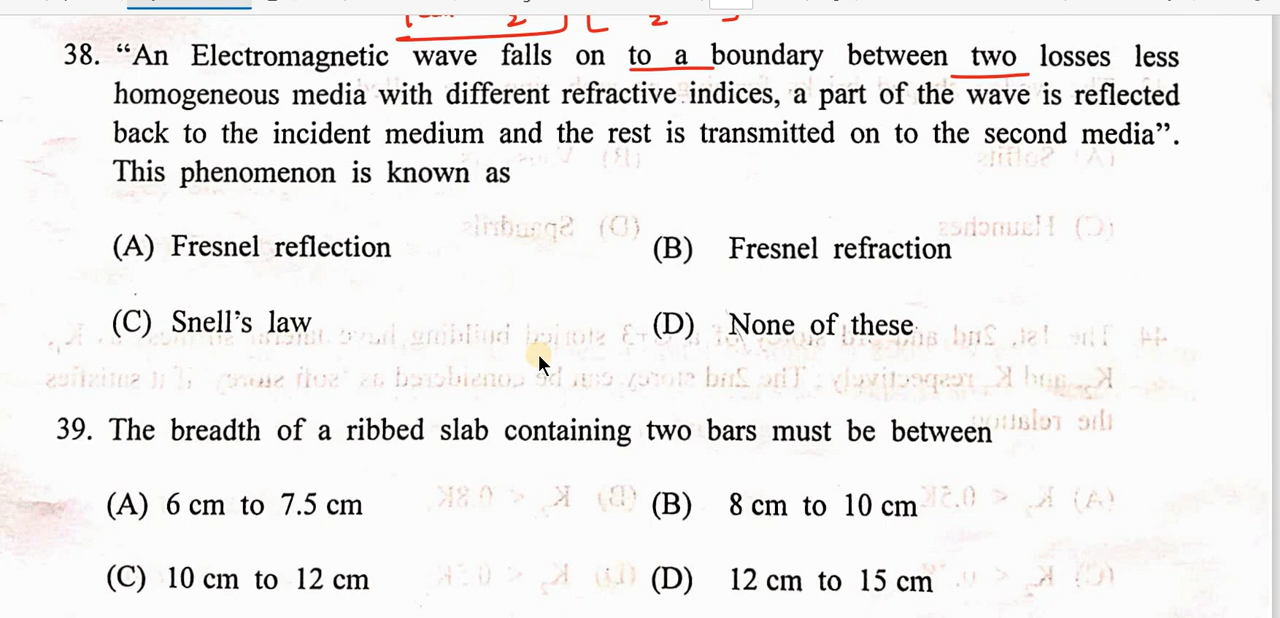 38. “An Electromagnetic wave falls on to a boundary between two losses less
homogeneous media with different refractive indices, a part of the wave is reflected
back to the incident medium and the rest is transmitted on to the second media”.
This phenomenon is known as
(A) Fresnel reflection (B) Fresnel refraction
(C) Snell’s law (D) None of these
39. The breadth of a ribbed slab containing two bars must be between
(A) 6 cm to 7.5 cm (B) 8 cm to 10 cm
(C) 10 cm to 12 cm (D) 12 cm to 15 cm